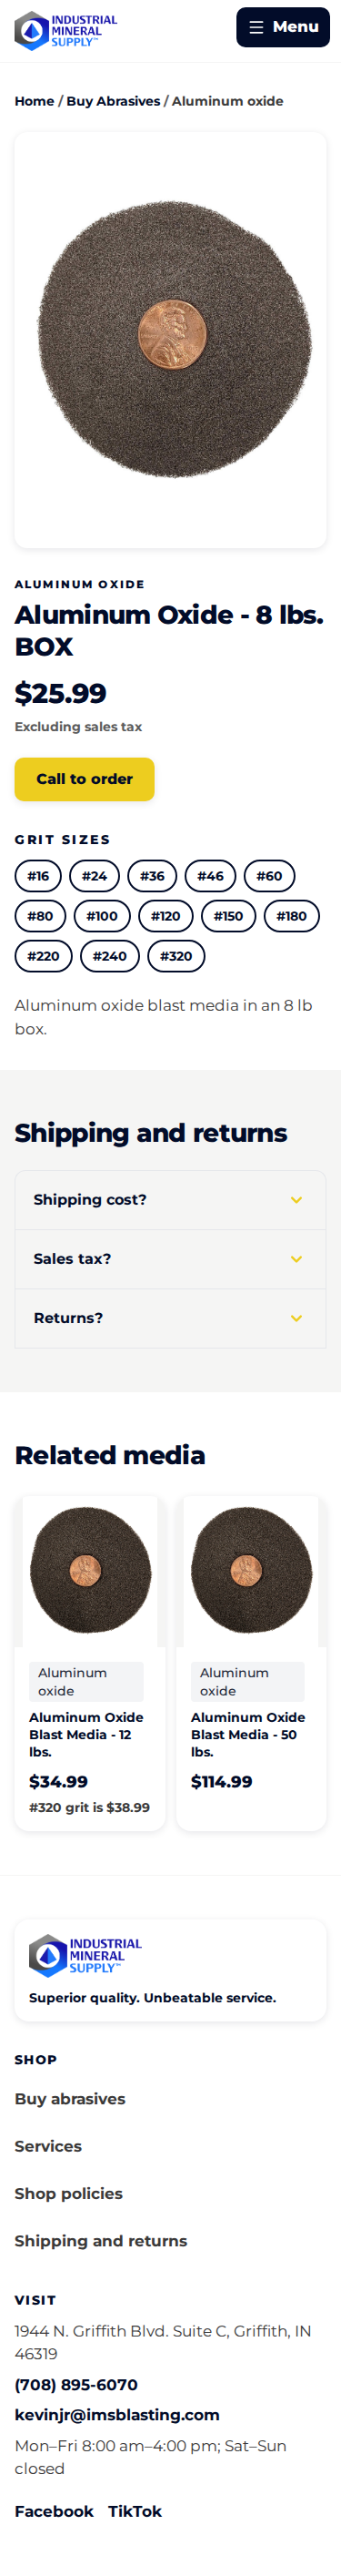 INDUSTRIAL
MINERAL
SUPPLY™
Menu
Home / Buy Abrasives / Aluminum oxide
ALUMINUM OXIDE
Aluminum Oxide - 8 lbs.
BOX
$25.99
Excluding sales tax
Call to order
GRIT SIZES
#16
#24
#36
#46
#60
#80
#100
#120
#150
#180
#220
#240
#320
Aluminum oxide blast media in an 8 lb
box.
Shipping and returns
Shipping cost?
Sales tax?
Returns?
Related media
Aluminum
oxide
Aluminum Oxide
Blast Media - 12
lbs.
$34.99
#320 grit is $38.99
Aluminum
oxide
Aluminum Oxide
Blast Media - 50
lbs.
$114.99
INDUSTRIAL
MINERAL
SUPPLY™
Superior quality. Unbeatable service.
SHOP
Buy abrasives
Services
Shop policies
Shipping and returns
VISIT
1944 N. Griffith Blvd. Suite C, Griffith, IN
46319
(708) 895-6070
kevinjr@imsblasting.com
Mon–Fri 8:00 am–4:00 pm; Sat–Sun
closed
Facebook TikTok